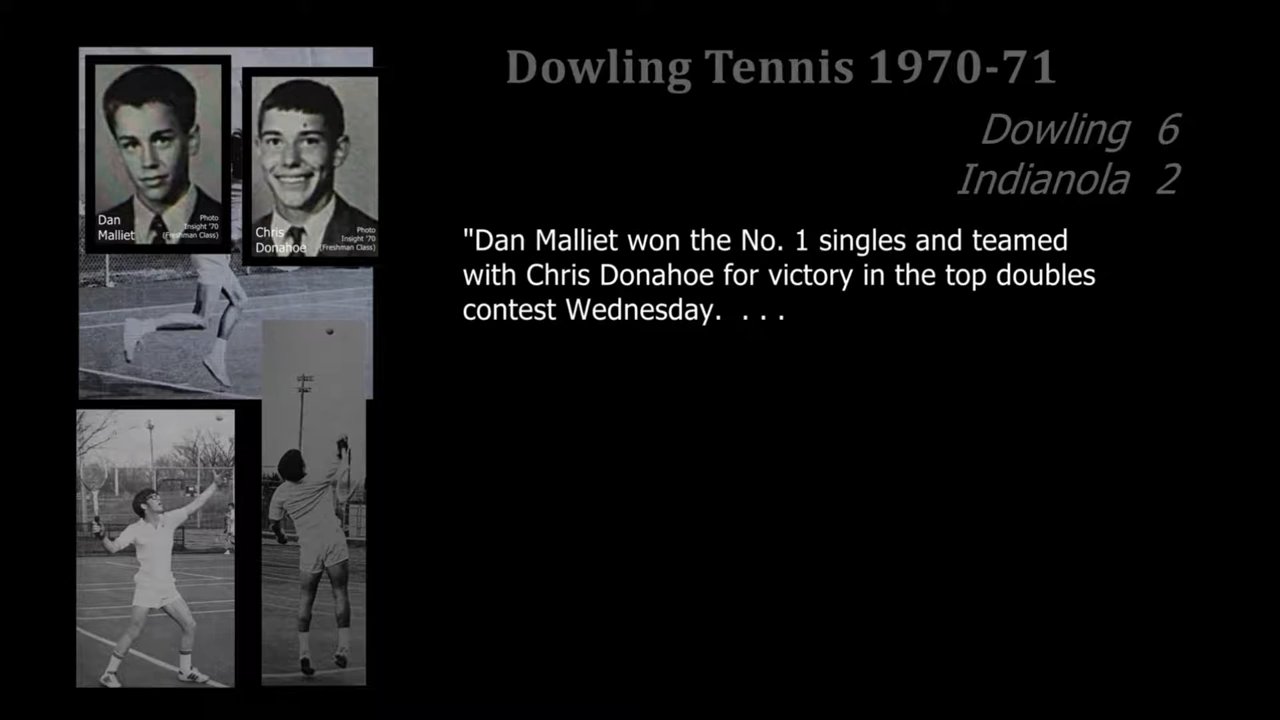 Dowling Tennis 1970-71
Dowling 6
Indianola 2
"Dan Malliet won the No. 1 singles and teamed
with Chris Donahoe for victory in the top doubles
contest Wednesday. . . .
Dan
Malliet
Photo
Insight '70
(Freshman Class)
Chris
Donahoe
Photo
Insight '70
(Freshman Class)